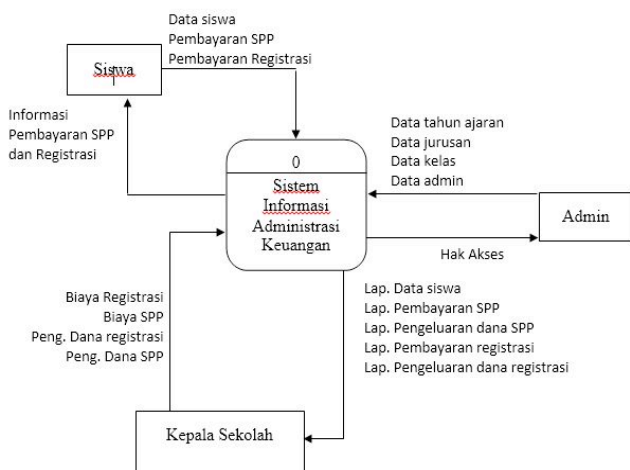 Data siswa
Pembayaran SPP
Pembayaran Registrasi
Siswa
Informasi
Pembayaran SPP
dan Registrasi
Data tahun ajaran
Data jurusan
Data kelas
Data admin
0
Sistem
Informasi
Administrasi
Keuangan
Admin
Hak Akses
Biaya Registrasi
Biaya SPP
Peng. Dana registrasi
Peng. Dana SPP
Lap. Data siswa
Lap. Pembayaran SPP
Lap. Pengeluaran dana SPP
Lap. Pembayaran registrasi
Lap. Pengeluaran dana registrasi
Kepala Sekolah